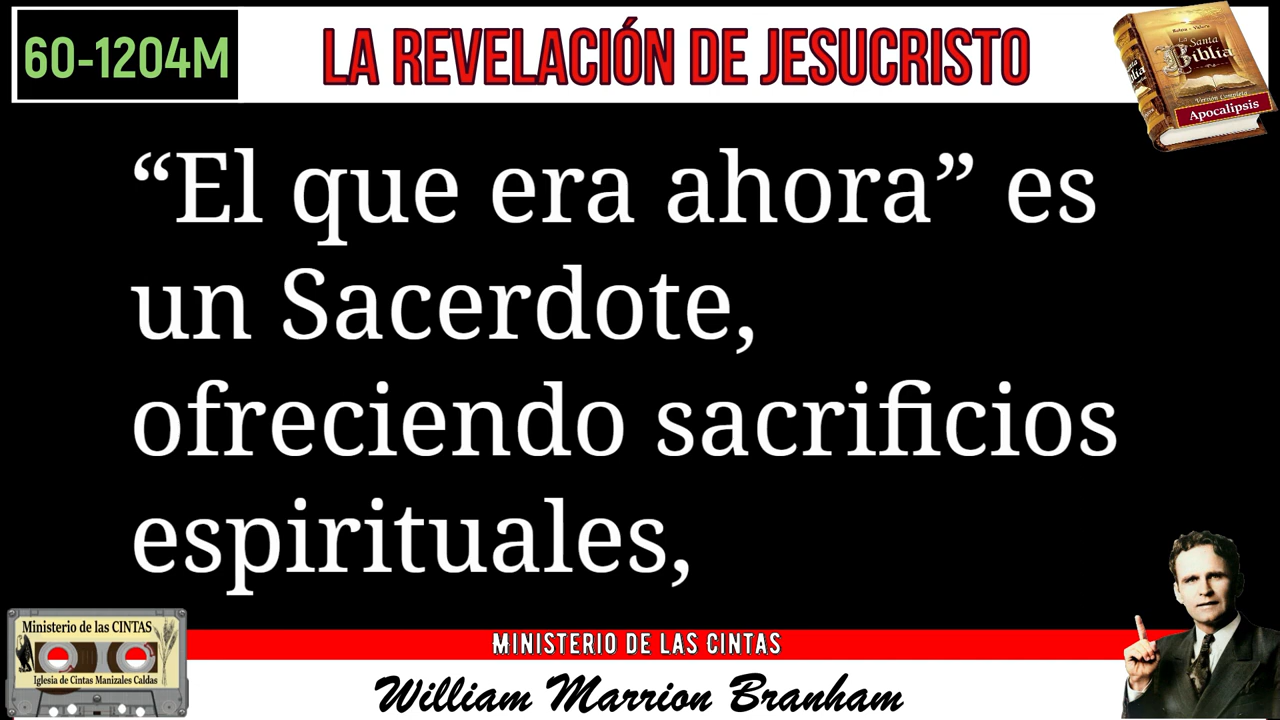 60-1204M
LA REVELACIÓN DE JESUCRISTO
La Santa
Biblia
Apocalipsis
“El que era ahora” es
un Sacerdote,
ofreciendo sacrificios
espirituales,
Ministerio de las CINTAS
Iglesia de Cintas Manizales Caldas
MINISTERIO DE LAS CINTAS
William Marrion Branham